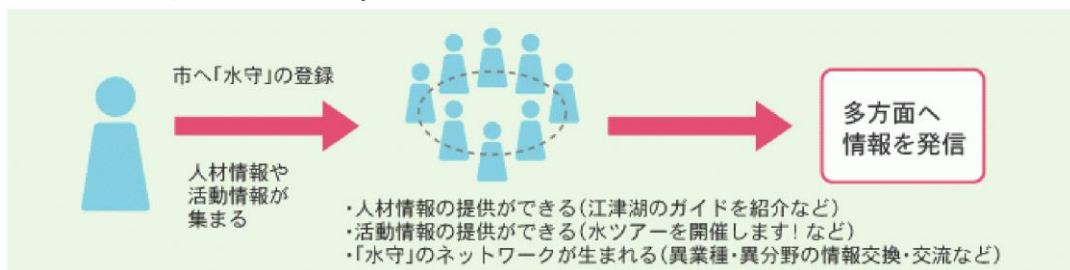 市へ「水守」の登録
人材情報や
活動情報が
集まる
・人材情報の提供ができる(江津湖のガイドを紹介など)
・活動情報の提供ができる(水ツアーを開催します!など)
・「水守」のネットワークが生まれる(異業種・異分野の情報交換・交流など)
多方面へ
情報を発信